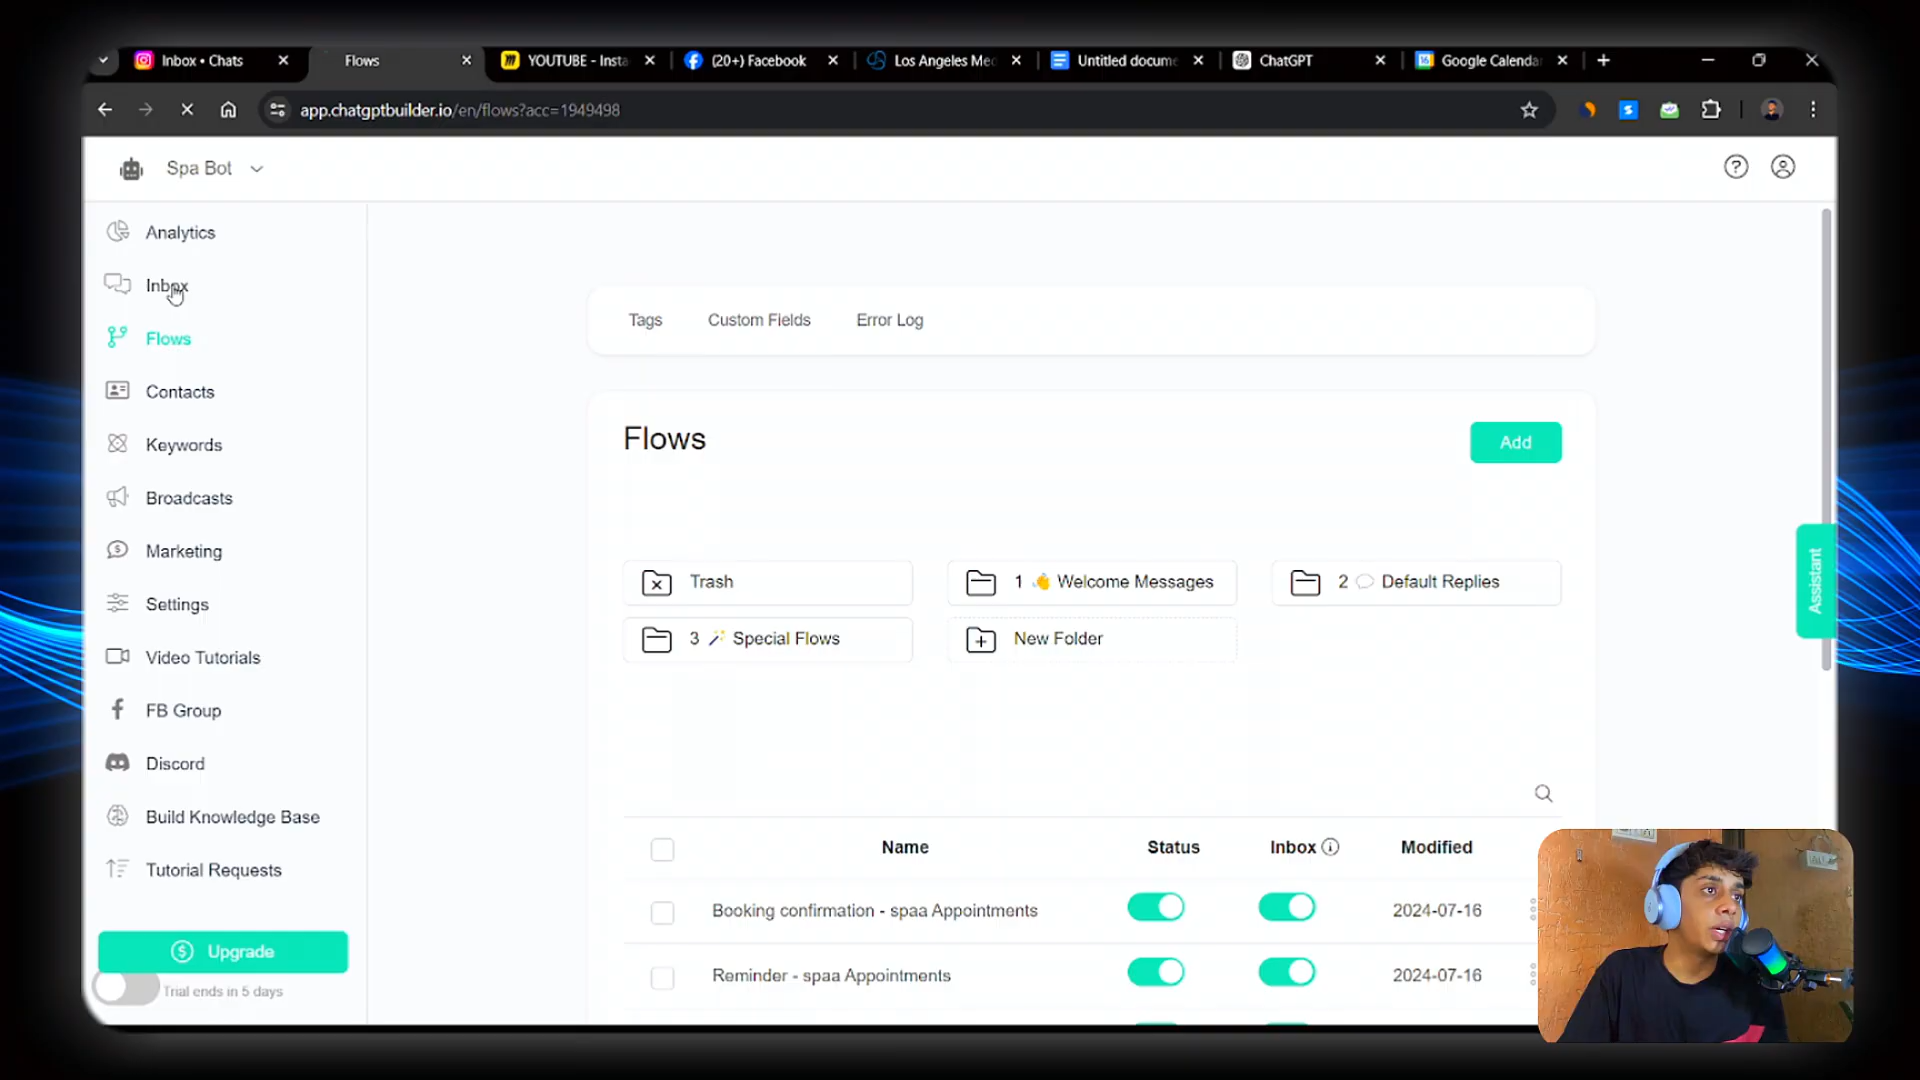 Inbox • Chats
Flows
YOUTUBE - Insta
(20+) Facebook
Los Angeles Me
Untitled docume
ChatGPT
Google Calenda
app.chatgptbuilder.io/en/flows?acc=1949498
Spa Bot
Analytics
Inbox
Flows
Contacts
Keywords
Broadcasts
Marketing
Settings
Video Tutorials
FB Group
Discord
Build Knowledge Base
Tutorial Requests
Upgrade
Trial ends in 5 days
Tags Custom Fields Error Log
Flows
Add
Trash
1 👋 Welcome Messages
2 💬 Default Replies
3 🪄 Special Flows
New Folder
Assistant
Name Status Inbox Modified
Booking confirmation - spaa Appointments 2024-07-16
Reminder - spaa Appointments 2024-07-16